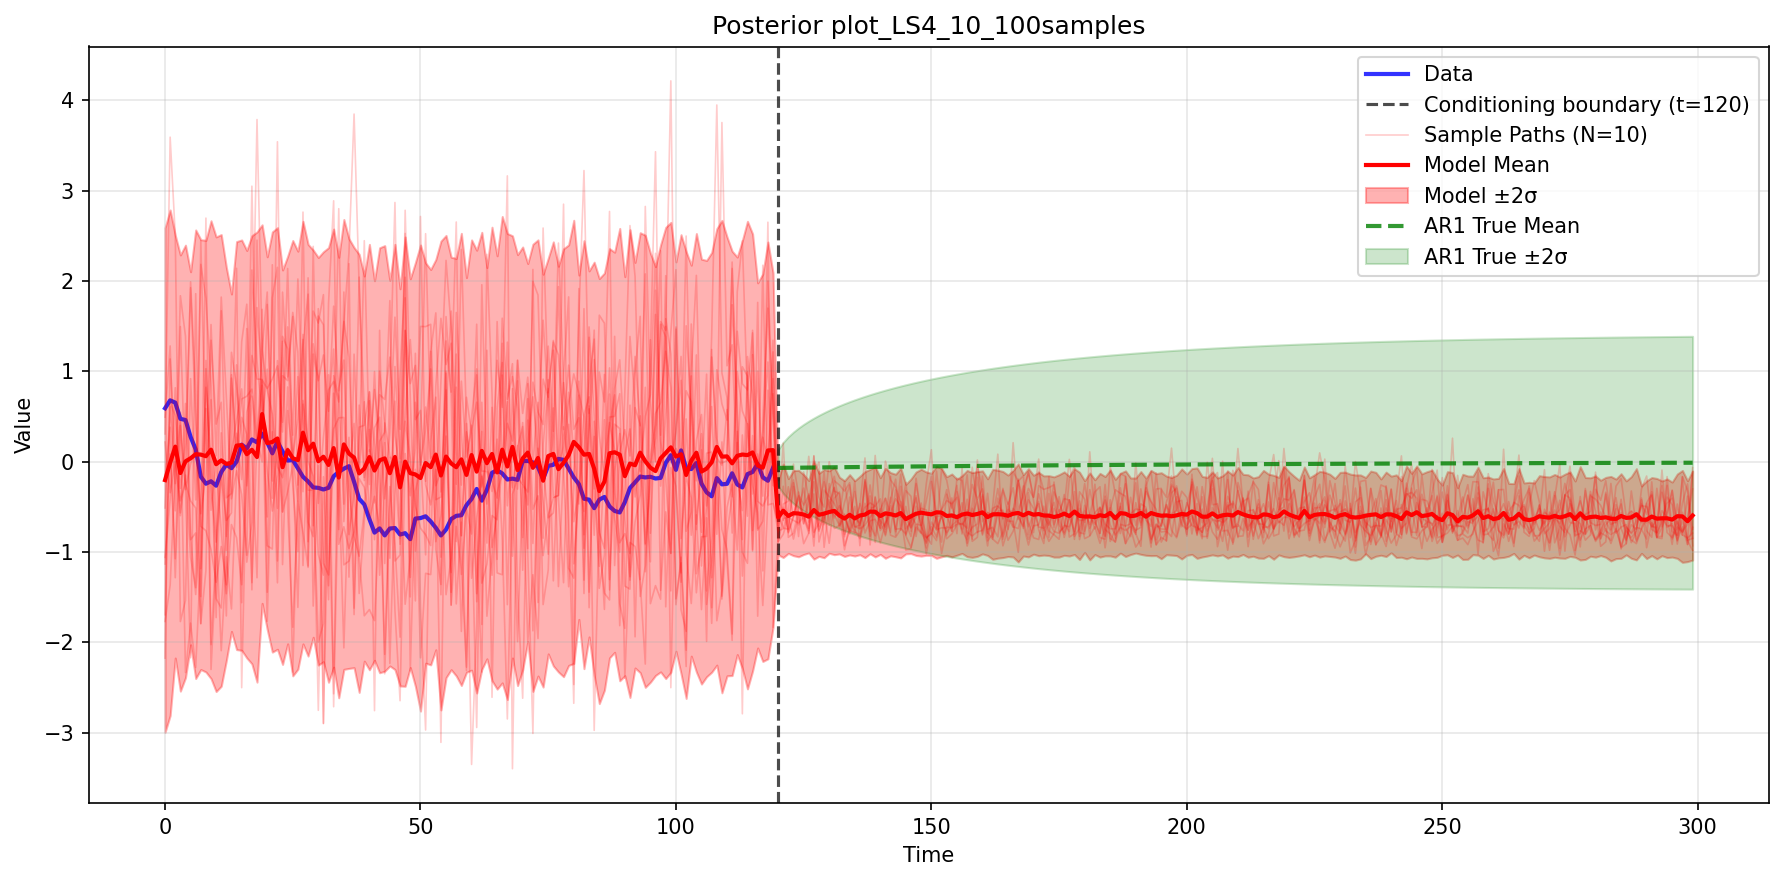 Posterior plot_LS4_10_100samples
Data
Conditioning boundary (t=120)
Sample Paths (N=10)
Model Mean
Model ±2σ
AR1 True Mean
AR1 True ±2σ
Value
4
3
2
1
0
−1
−2
−3
0 50 100 150 200 250 300
Time